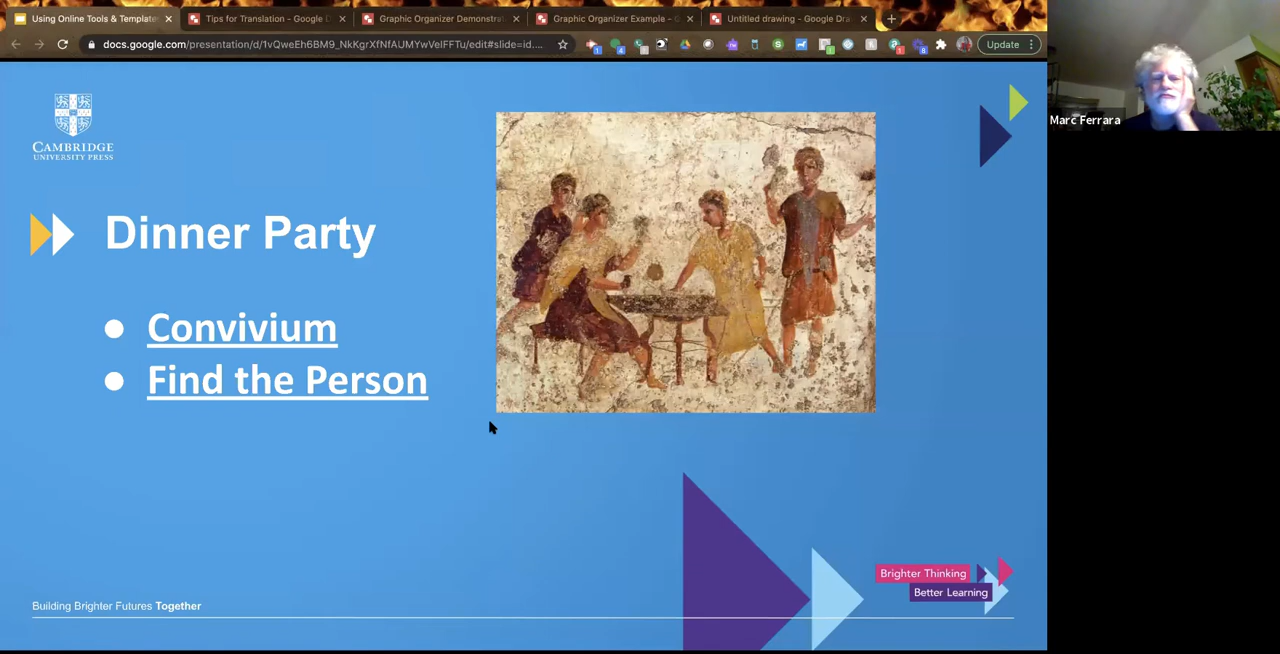 Using Online Tools & Template
Tips for Translation - Google D
Graphic Organizer Demonstrat
Graphic Organizer Example - G
Untitled drawing - Google Dra
docs.google.com/presentation/d/1vQweEh6BM9_NkKgrXfNfAUMYwVelFFTu/edit#slide=id....
Update
Marc Ferrara
CAMBRIDGE
UNIVERSITY PRESS
Dinner Party
Convivium
Find the Person
Brighter Thinking
Better Learning
Building Brighter Futures Together